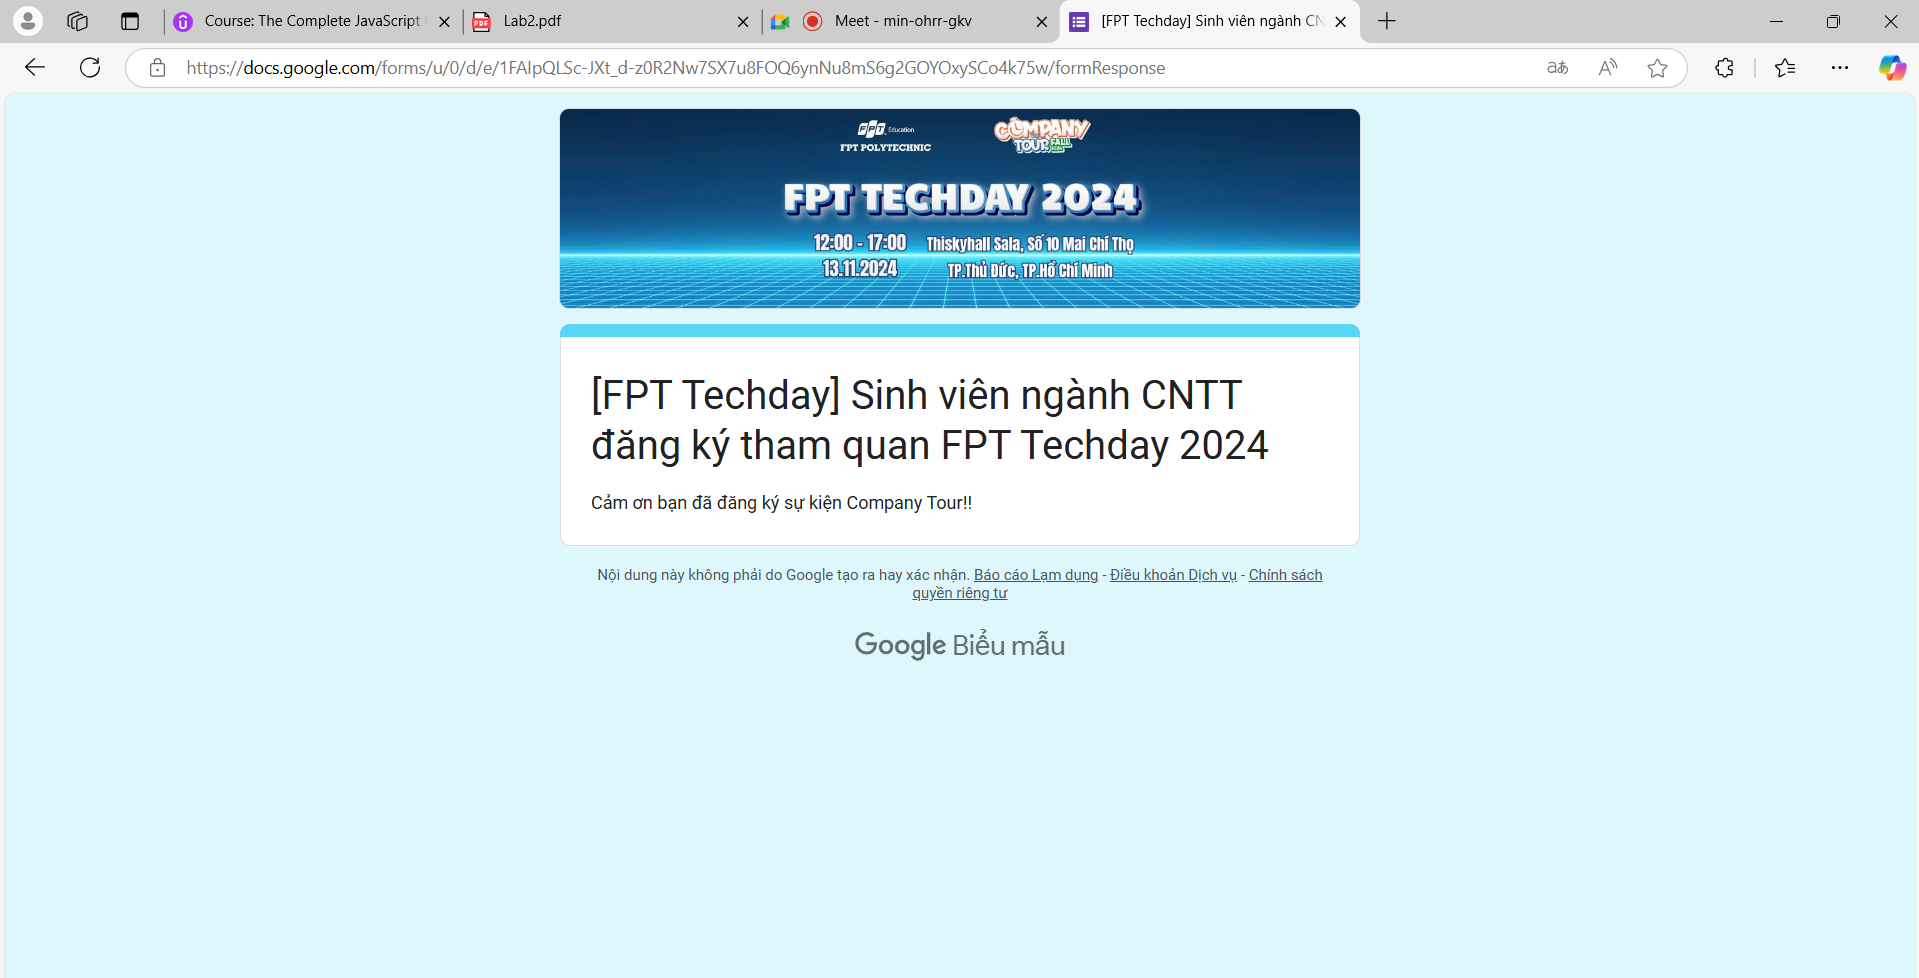 Course: The Complete JavaScript
Lab2.pdf
Meet - min-ohrr-gkv
[FPT Techday] Sinh viên ngành CN
https://docs.google.com/forms/u/0/d/e/1FAIpQLSc-JXt_d-z0R2Nw7SX7u8FOQ6ynNu8mS6g2GOYOxySCo4k75w/formResponse
FPT Education
FPT POLYTECHNIC
COMPANY
TOUR FALL
2024
FPT TECHDAY 2024
12:00 - 17:00 Thiskyhall Sala, Số 10 Mai Chí Thọ
13.11.2024 TP.Thủ Đức, TP.Hồ Chí Minh
[FPT Techday] Sinh viên ngành CNTT
đăng ký tham quan FPT Techday 2024
Cảm ơn bạn đã đăng ký sự kiện Company Tour!!
Nội dung này không phải do Google tạo ra hay xác nhận. Báo cáo Lạm dụng - Điều khoản Dịch vụ - Chính sách
quyền riêng tư
Google Biểu mẫu